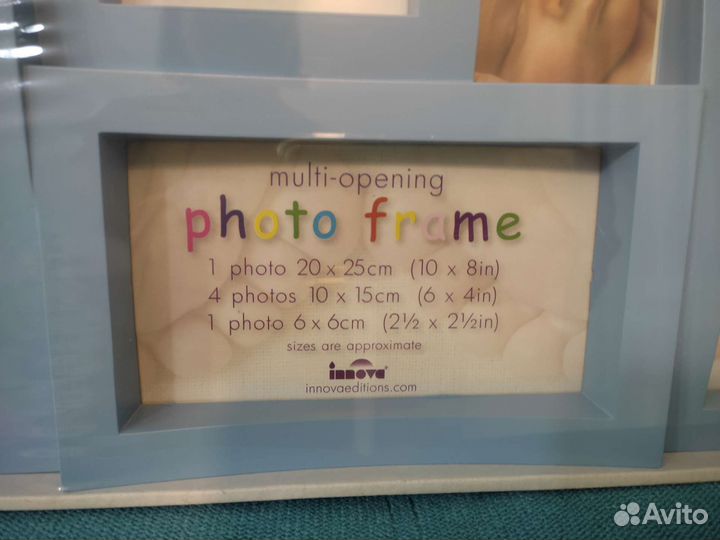 multi-opening
photo frame
1 photo 20 x 25cm (10 x 8in)
4 photos 10 x 15cm (6 x 4in)
1 photo 6 x 6cm (2½ x 2½in)
sizes are approximate
innova
innovaeditions.com
Avito